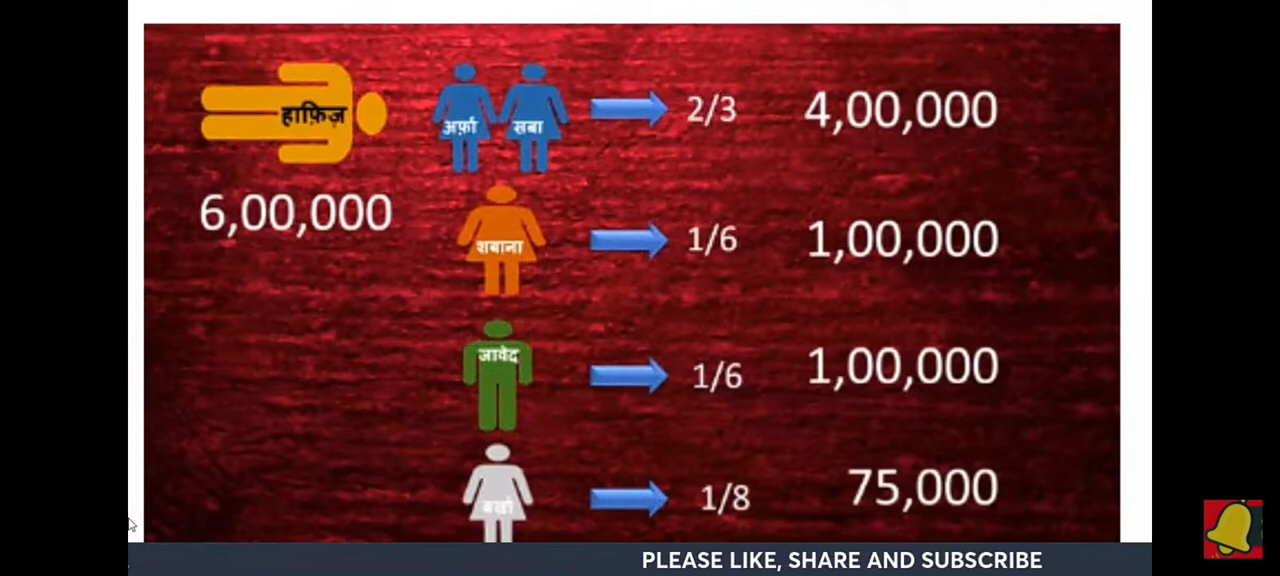 हाफ़िज़
6,00,000
अर्फ़ा सबा 2/3 4,00,000
शबाना 1/6 1,00,000
जावेद 1/6 1,00,000
1/8 75,000
PLEASE LIKE, SHARE AND SUBSCRIBE